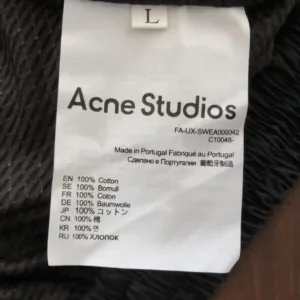 L
Acne Studios
FA-UX-SWEA000042
C10048-
Made in Portugal Fabriqué au Portugal
Сделано в Португалии 葡萄牙制造
EN 100% Cotton
SE 100% Bomull
FR 100% Coton
DE 100% Baumwolle
JP 100% コットン
CN 100% 棉
KR 100% 면
RU 100% ХЛОПОК